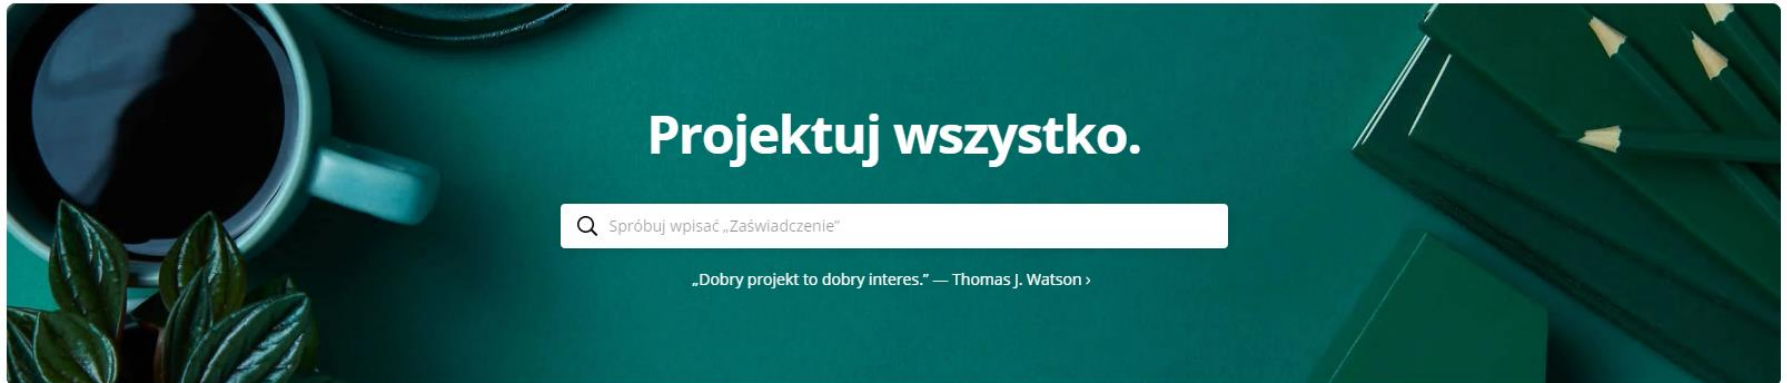 Projektuj wszystko.
Spróbuj wpisać „Zaświadczenie”
„Dobry projekt to dobry interes.” — Thomas J. Watson ›